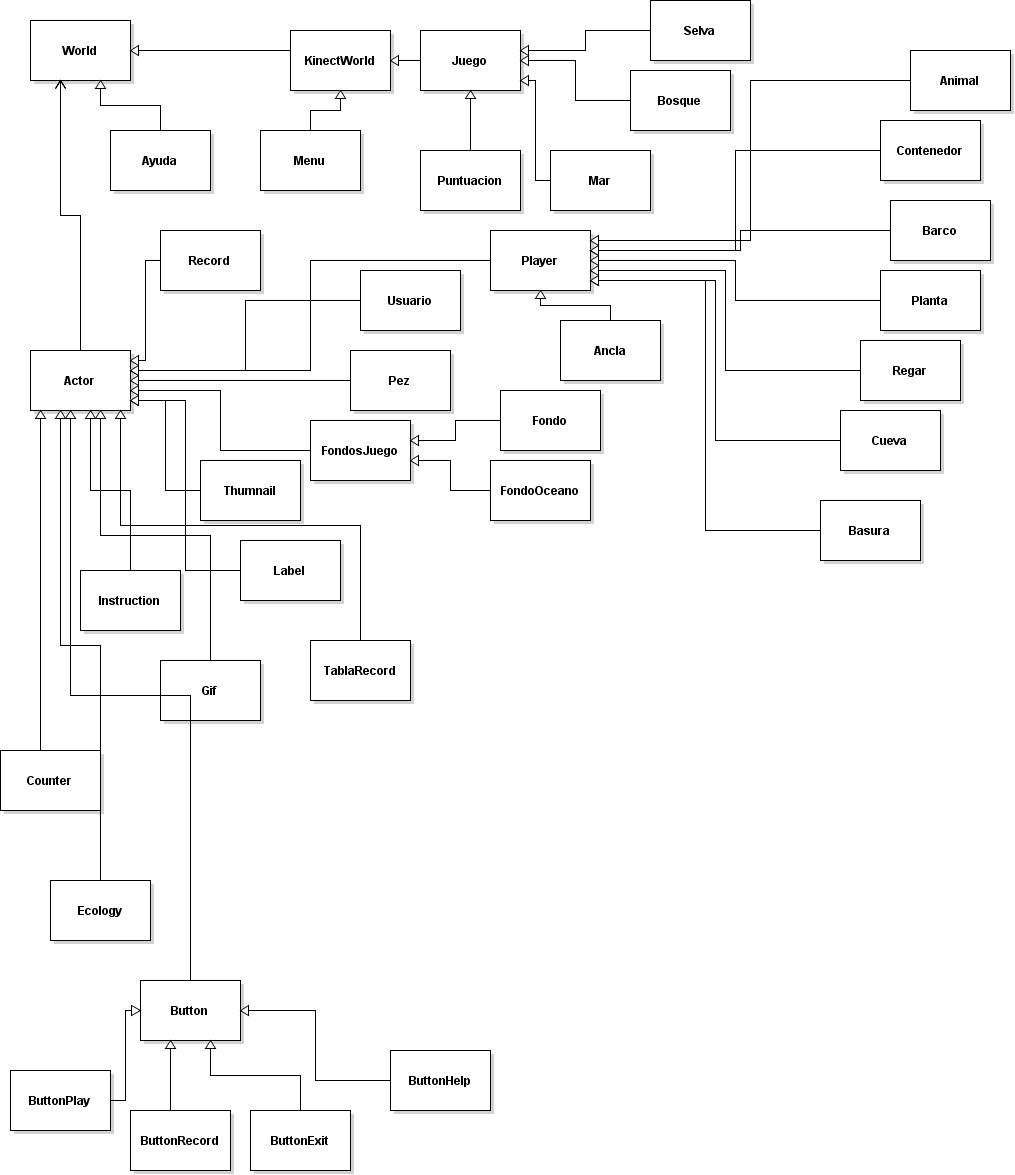 World
KinectWorld
Juego
Selva
Bosque
Animal
Ayuda
Menu
Puntuacion
Mar
Contenedor
Record
Player
Barco
Usuario
Planta
Actor
Pez
Ancla
Regar
FondosJuego
Fondo
Cueva
Thumnail
FondoOceano
Basura
Instruction
Label
Gif
TablaRecord
Counter
Ecology
Button
ButtonPlay
ButtonHelp
ButtonRecord
ButtonExit